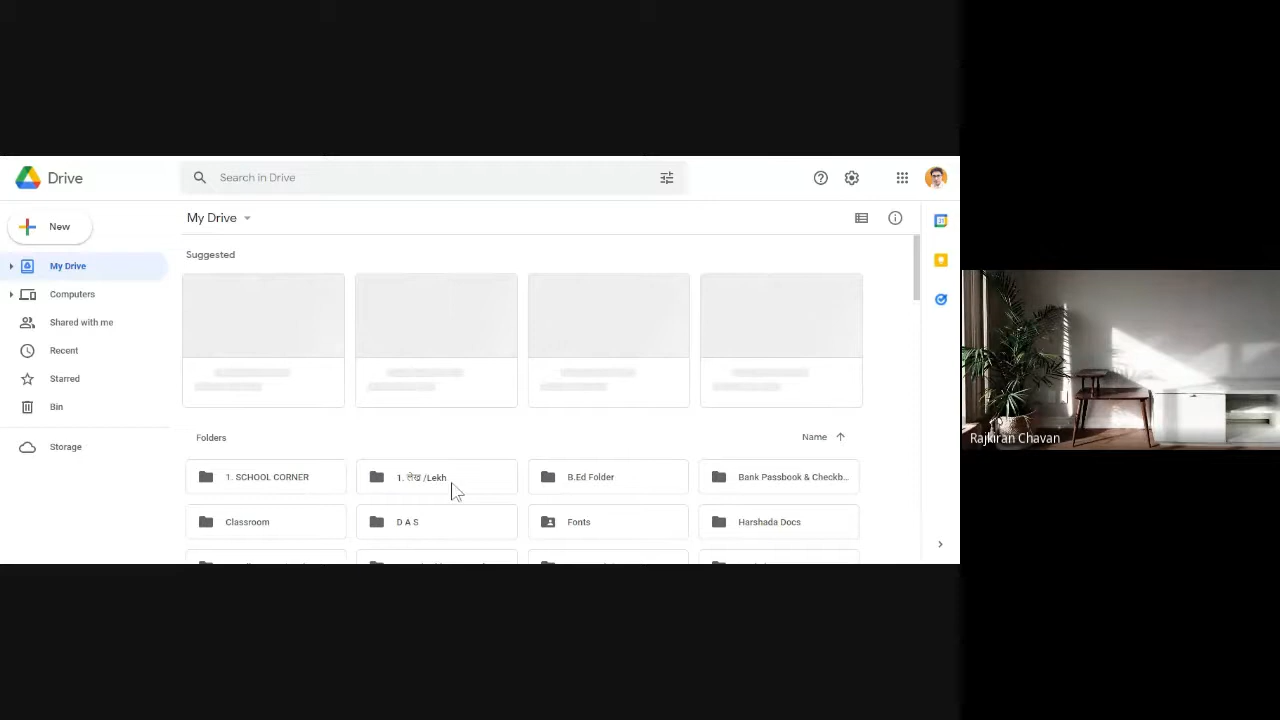 Drive
Search in Drive
New
My Drive
My Drive
Computers
Shared with me
Recent
Starred
Bin
Storage
Suggested
Folders
Name
1. SCHOOL CORNER
1. लेख /Lekh
B.Ed Folder
Bank Passbook & Checkb...
Classroom
D A S
Fonts
Harshada Docs
Rajkiran Chavan